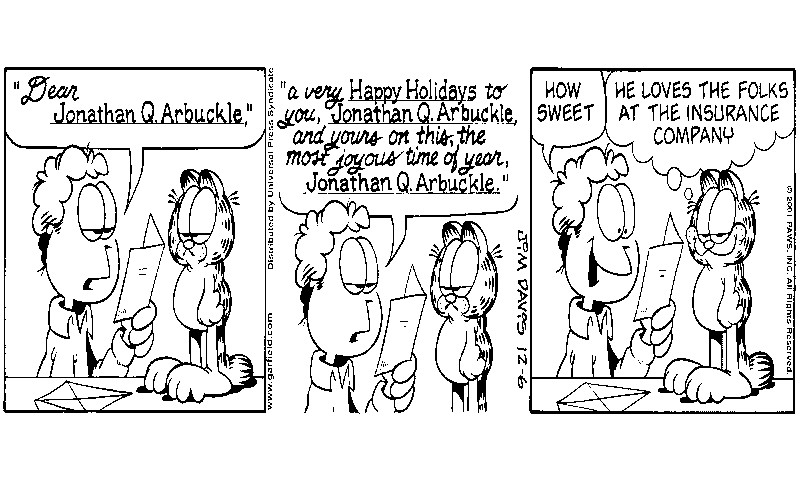 "Dear
Jonathan Q. Arbuckle,"
Distributed by Universal Press Syndicate
www.garfield.com
"a very Happy Holidays to
you, Jonathan Q. Arbuckle,
and yours on this, the
most joyous time of year,
Jonathan Q. Arbuckle."
JPM DAVIS 12-6
HOW
SWEET
HE LOVES THE FOLKS
AT THE INSURANCE
COMPANY
© 2001 PAWS, INC. All Rights Reserved.